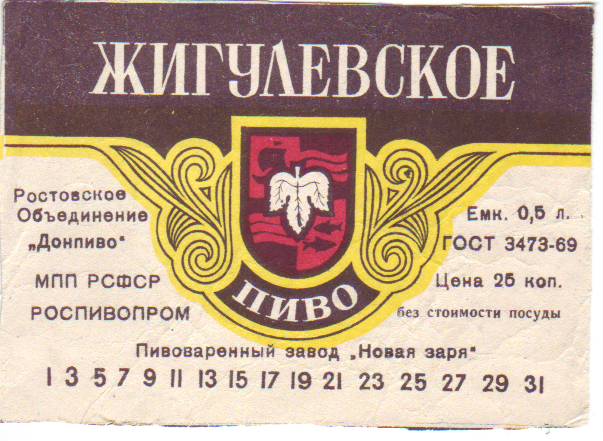 ЖИГУЛЕВСКОЕ
Ростовское
Объединение
„Донпиво"
МПП РСФСР
РОСПИВОПРОМ
Емк. 0,5 л.
ГОСТ 3473-69
Цена 25 коп.
без стоимости посуды
ПИВО
Пивоваренный завод „Новая заря"
1 3 5 7 9 11 13 15 17 19 21 23 25 27 29 31